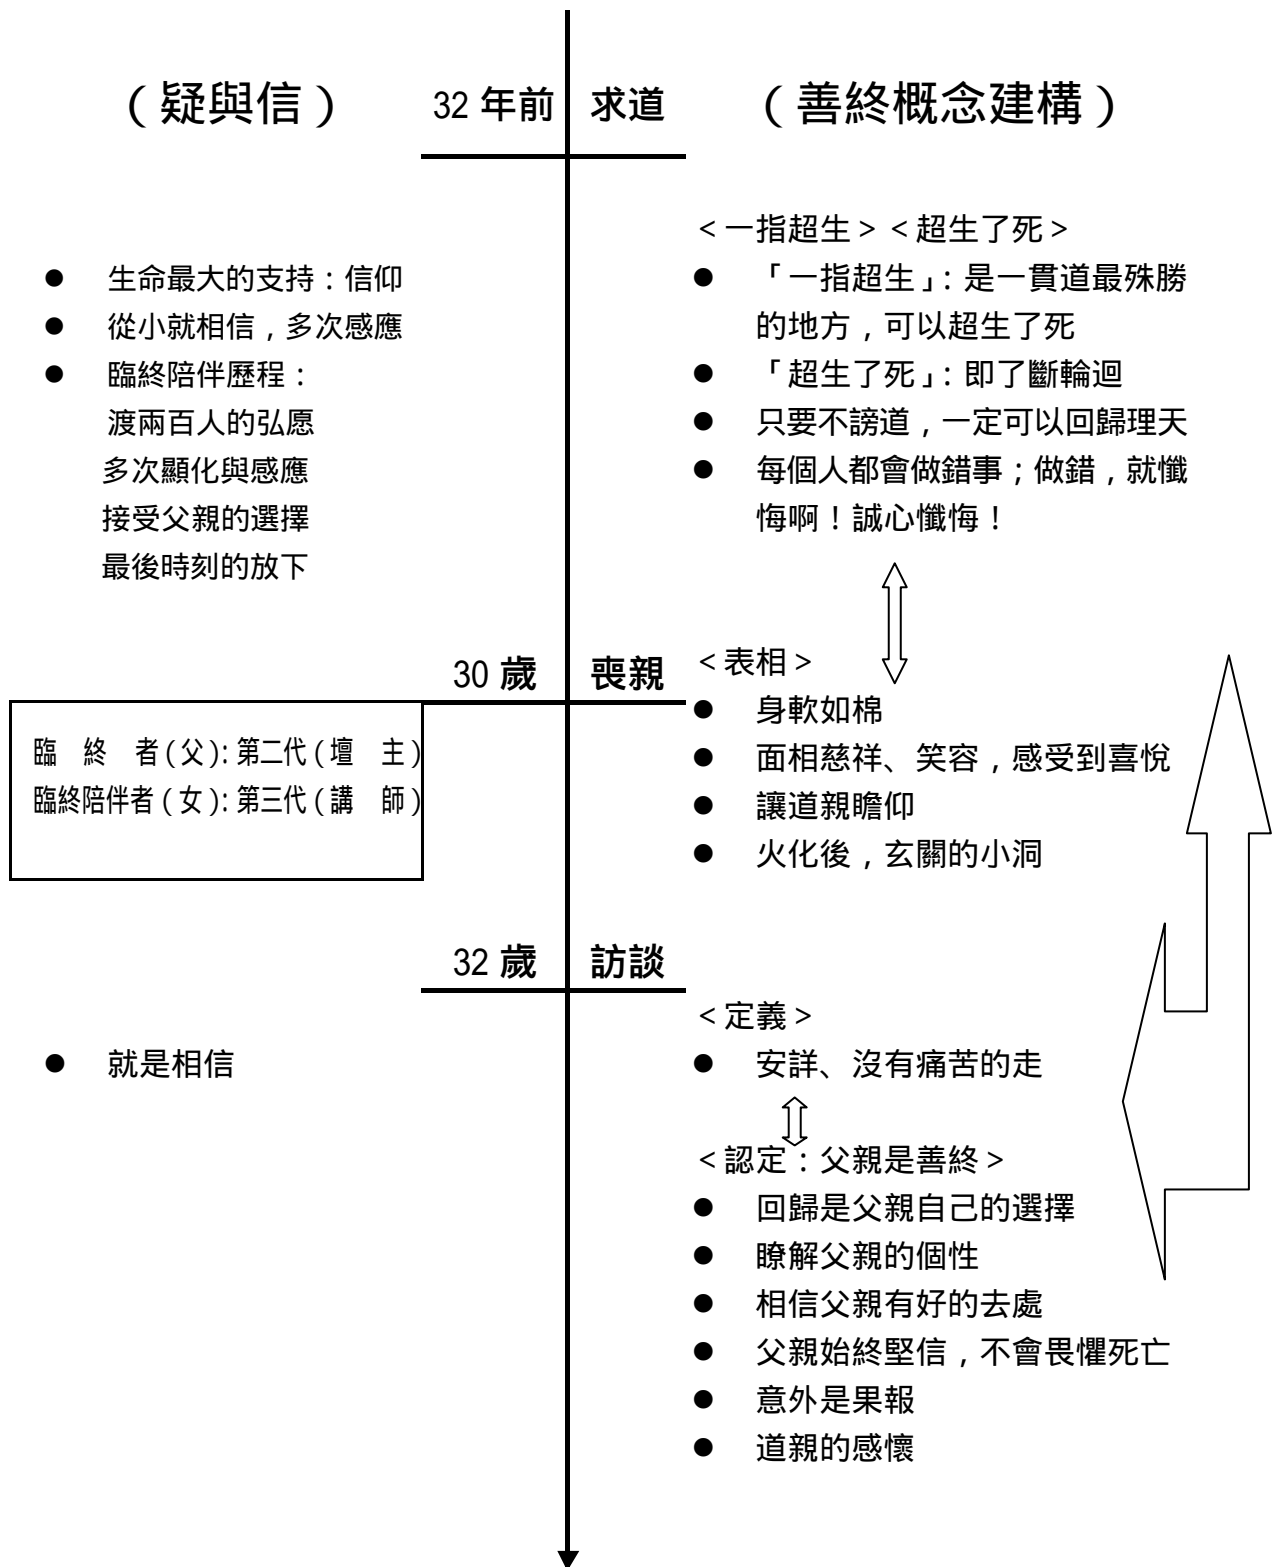 （疑與信）
32 年前
求道
（善終概念建構）
● 生命最大的支持：信仰
● 從小就相信，多次感應
● 臨終陪伴歷程：
渡兩百人的弘愿
多次顯化與感應
接受父親的選擇
最後時刻的放下
＜一指超生＞＜超生了死＞
● 「一指超生」：是一貫道最殊勝
的地方，可以超生了死
● 「超生了死」：即了斷輪迴
● 只要不謗道，一定可以回歸理天
● 每個人都會做錯事；做錯，就懺
悔啊！誠心懺悔！
30 歲
喪親
臨 終 者（父）：第二代（壇 主）
臨終陪伴者（女）：第三代（講 師）
＜表相＞
● 身軟如棉
● 面相慈祥、笑容，感受到喜悅
● 讓道親瞻仰
● 火化後，玄關的小洞
32 歲
訪談
● 就是相信
＜定義＞
● 安詳、沒有痛苦的走
＜認定：父親是善終＞
● 回歸是父親自己的選擇
● 瞭解父親的個性
● 相信父親有好的去處
● 父親始終堅信，不會畏懼死亡
● 意外是果報
● 道親的感懷